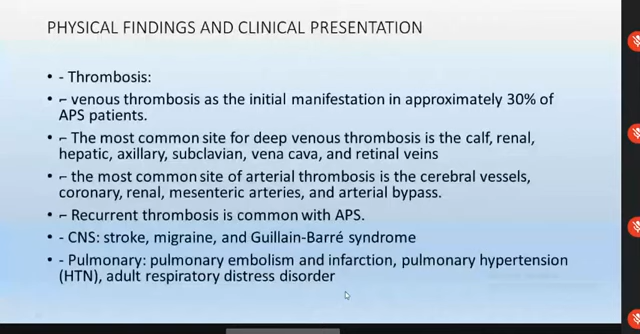 PHYSICAL FINDINGS AND CLINICAL PRESENTATION
• - Thrombosis:
• ⌐ venous thrombosis as the initial manifestation in approximately 30% of
APS patients.
• ⌐ The most common site for deep venous thrombosis is the calf, renal,
hepatic, axillary, subclavian, vena cava, and retinal veins
• ⌐ the most common site of arterial thrombosis is the cerebral vessels,
coronary, renal, mesenteric arteries, and arterial bypass.
• ⌐ Recurrent thrombosis is common with APS.
• - CNS: stroke, migraine, and Guillain-Barré syndrome
• - Pulmonary: pulmonary embolism and infarction, pulmonary hypertension
(HTN), adult respiratory distress disorder